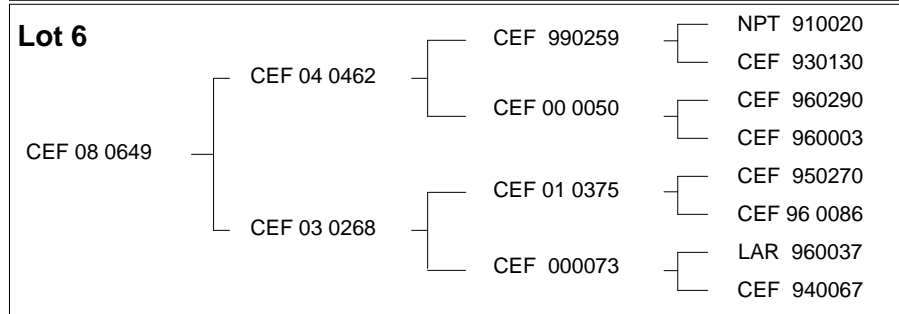 Lot 6
NPT 910020
CEF 990259
CEF 930130
CEF 04 0462
CEF 960290
CEF 00 0050
CEF 960003
CEF 08 0649
CEF 950270
CEF 01 0375
CEF 96 0086
CEF 03 0268
LAR 960037
CEF 000073
CEF 940067